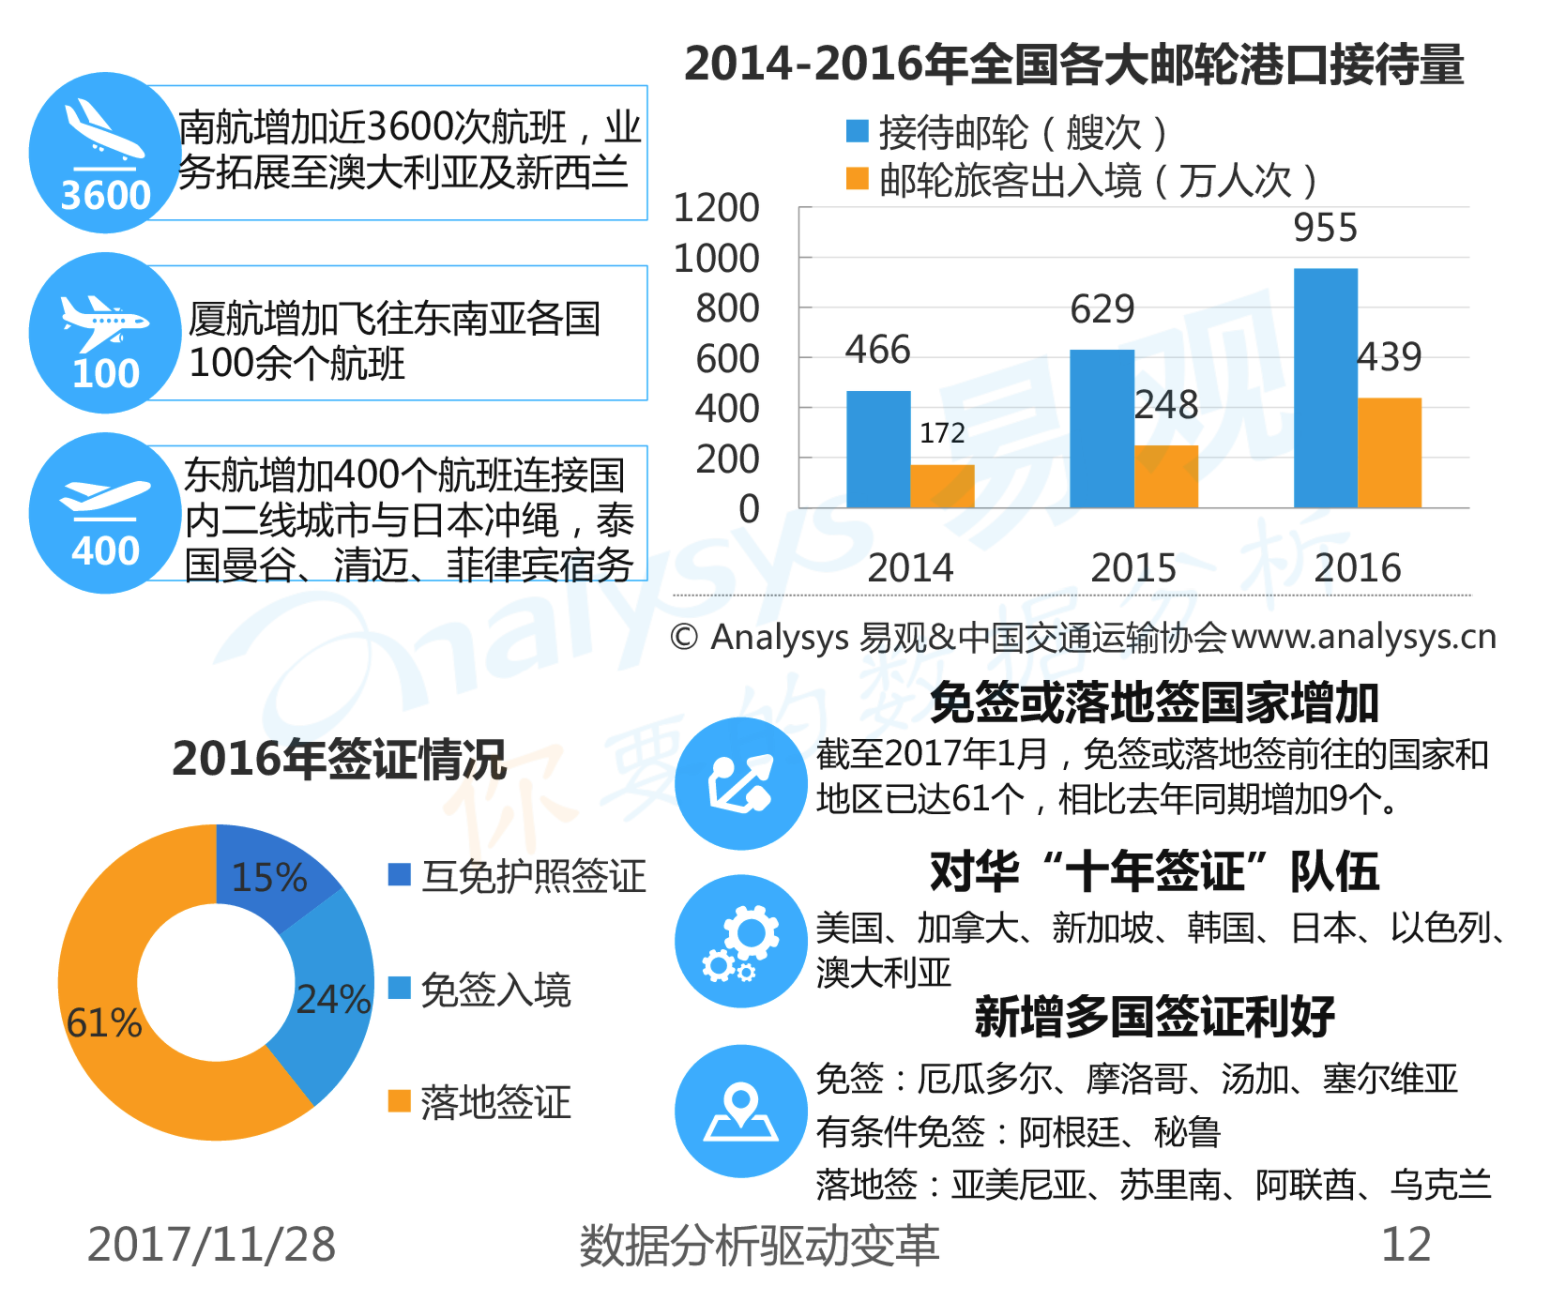 南航增加近3600次航班，业
务拓展至澳大利亚及新西兰
3600
厦航增加飞往东南亚各国
100余个航班
100
东航增加400个航班连接国
内二线城市与日本冲绳，泰
国曼谷、清迈、菲律宾宿务
400
2014-2016年全国各大邮轮港口接待量
接待邮轮（艘次）
邮轮旅客出入境（万人次）
1200
1000
800
600
400
200
0
466
172
629
248
955
439
2014 2015 2016
© Analysys 易观&中国交通运输协会www.analysys.cn
2016年签证情况
15%
24%
61%
互免护照签证
免签入境
落地签证
免签或落地签国家增加
截至2017年1月，免签或落地签前往的国家和
地区已达61个，相比去年同期增加9个。
对华“十年签证”队伍
美国、加拿大、新加坡、韩国、日本、以色列、
澳大利亚
新增多国签证利好
免签：厄瓜多尔、摩洛哥、汤加、塞尔维亚
有条件免签：阿根廷、秘鲁
落地签：亚美尼亚、苏里南、阿联酋、乌克兰
Analysys 易观
你要的数据分析
2017/11/28 数据分析驱动变革 12